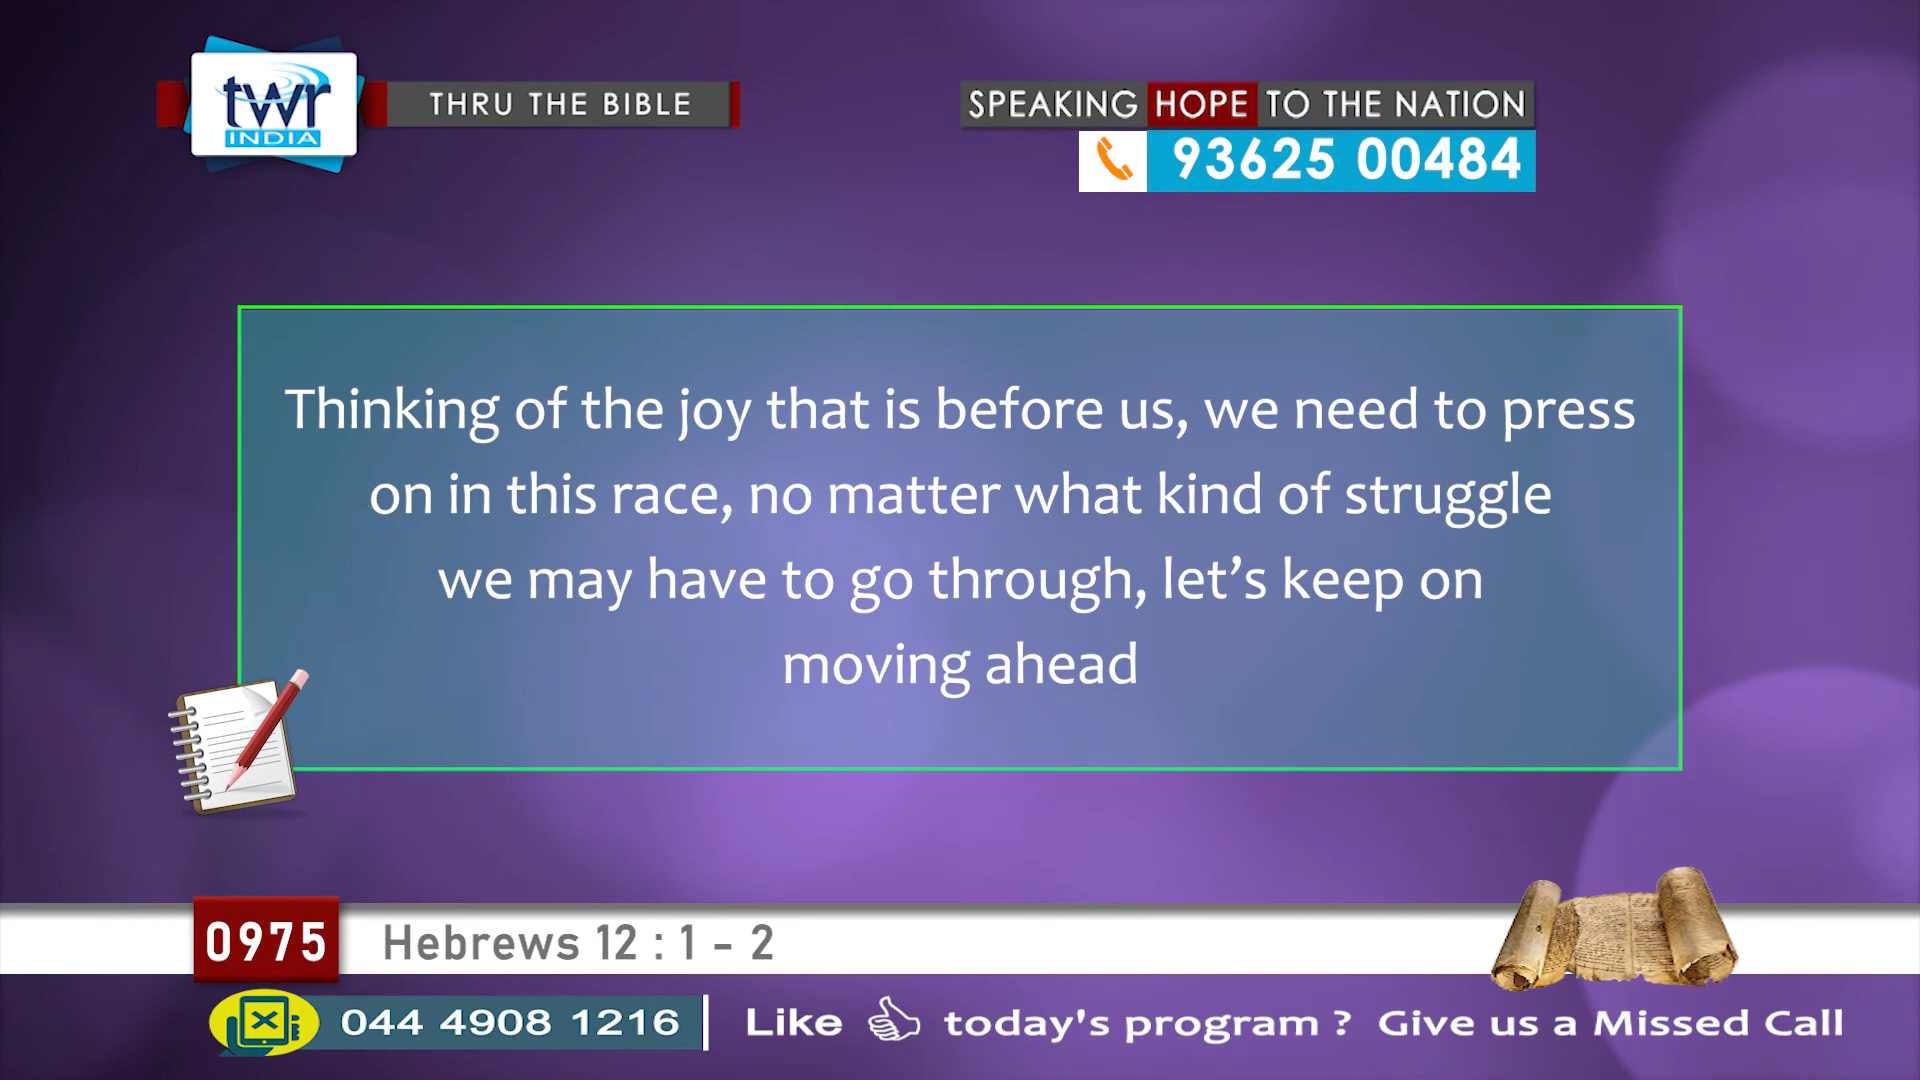 twr
INDIA
THRU THE BIBLE
SPEAKING HOPE TO THE NATION
93625 00484
Thinking of the joy that is before us, we need to press
on in this race, no matter what kind of struggle
we may have to go through, let’s keep on
moving ahead
0975
Hebrews 12 : 1 - 2
044 4908 1216
Like today's program ? Give us a Missed Call